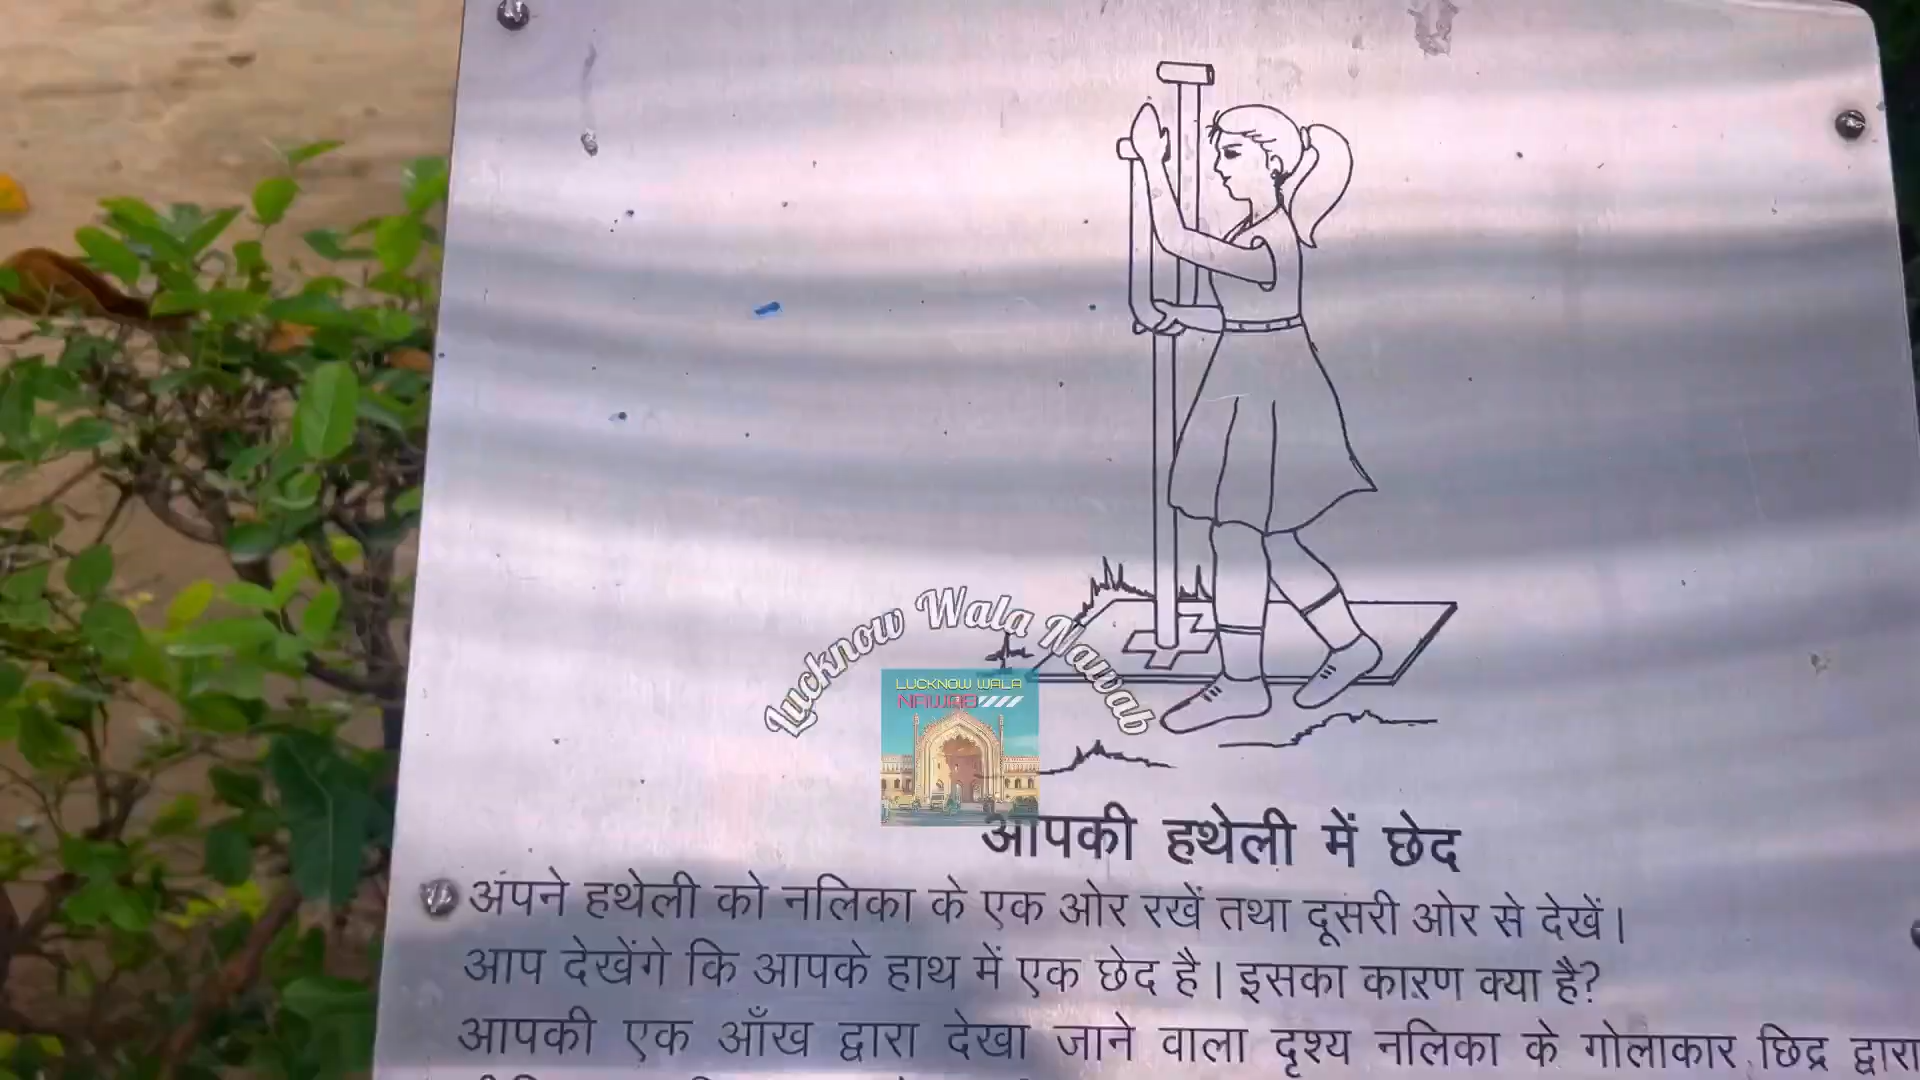 Lucknow Wala Nawab
LUCKNOW WALA
NAWAB
आपकी हथेली में छेद
अपने हथेली को नलिका के एक ओर रखें तथा दूसरी ओर से देखें।
आप देखेंगे कि आपके हाथ में एक छेद है। इसका कारण क्या है?
आपकी एक आँख द्वारा देखा जाने वाला दृश्य नलिका के गोलाकार छिद्र द्वारा